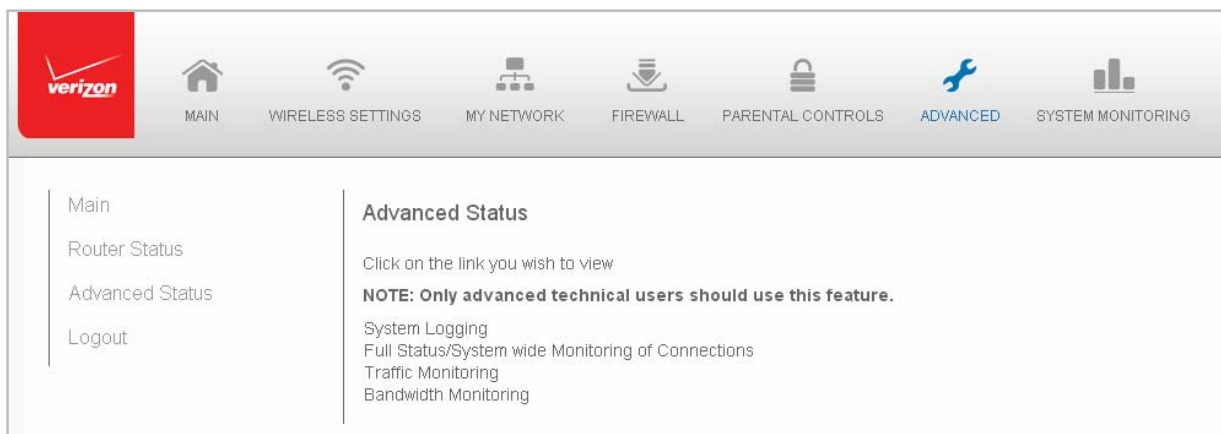 verizon
MAIN
WIRELESS SETTINGS
MY NETWORK
FIREWALL
PARENTAL CONTROLS
ADVANCED
SYSTEM MONITORING
Main
Router Status
Advanced Status
Logout
Advanced Status
Click on the link you wish to view
NOTE: Only advanced technical users should use this feature.
System Logging
Full Status/System wide Monitoring of Connections
Traffic Monitoring
Bandwidth Monitoring